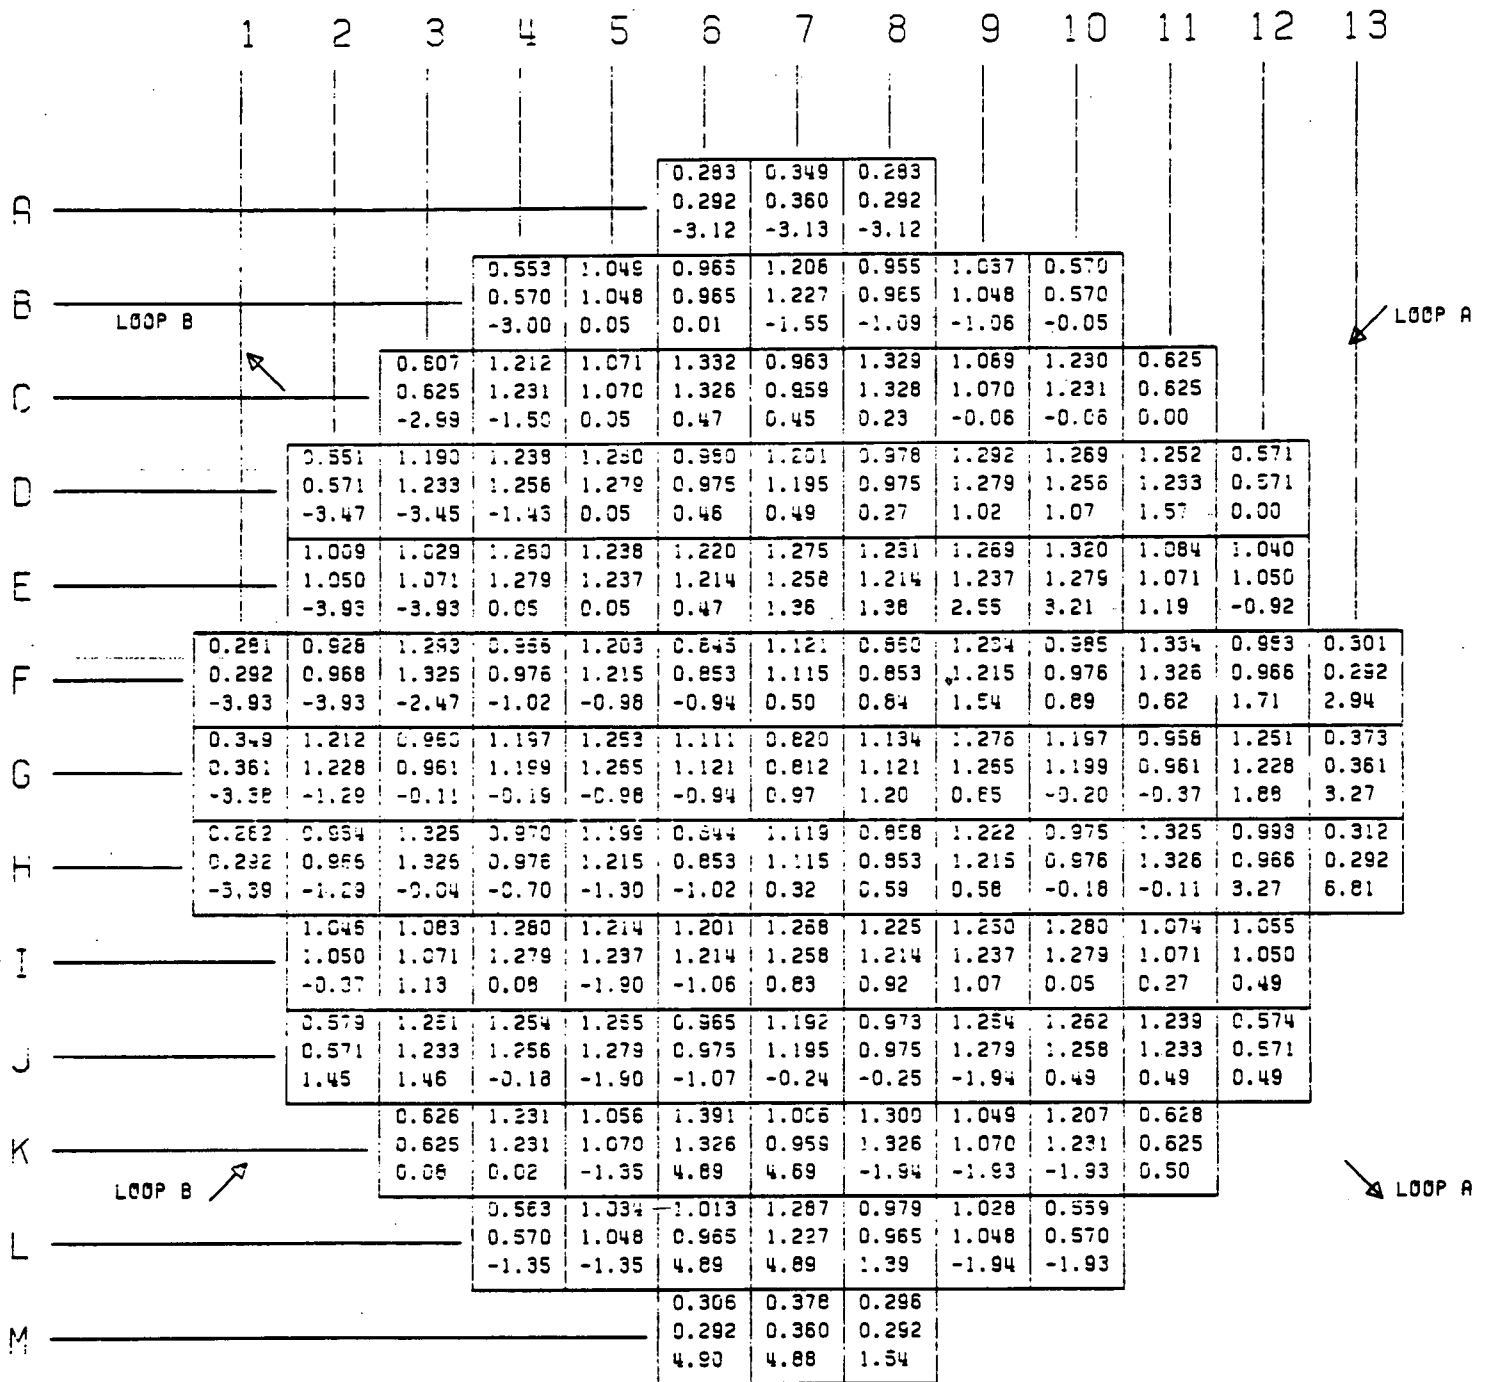 1 2 3 4 5 6 7 8 9 10 11 12 13
0.283 0.349 0.283
A 0.292 0.360 0.292
-3.12 -3.13 -3.12
0.553 1.049 0.965 1.206 0.955 1.037 0.570
B 0.570 1.048 0.965 1.227 0.965 1.048 0.570
LOOP B LOOP A
-3.00 0.05 0.01 -1.55 -1.09 -1.06 -0.05
0.607 1.212 1.071 1.332 0.963 1.329 1.069 1.230 0.625
C 0.625 1.231 1.070 1.326 0.959 1.328 1.070 1.231 0.625
-2.99 -1.50 0.05 0.47 0.45 0.23 -0.06 -0.06 0.00
0.551 1.190 1.238 1.280 0.980 1.201 0.978 1.292 1.269 1.252 0.571
D 0.571 1.233 1.256 1.279 0.975 1.195 0.975 1.279 1.256 1.233 0.571
-3.47 -3.45 -1.43 0.05 0.46 0.49 0.27 1.02 1.07 1.57 0.00
1.009 1.029 1.280 1.238 1.220 1.275 1.231 1.269 1.320 1.084 1.040
E 1.050 1.071 1.279 1.237 1.214 1.258 1.214 1.237 1.279 1.071 1.050
-3.93 -3.93 0.05 0.05 0.47 1.36 1.38 2.55 3.21 1.19 -0.92
0.281 0.928 1.293 0.966 1.203 0.845 1.121 0.860 1.234 0.985 1.334 0.983 0.301
F 0.292 0.968 1.325 0.976 1.215 0.853 1.115 0.853 1.215 0.976 1.326 0.966 0.292
-3.93 -3.93 -2.47 -1.02 -0.98 -0.94 0.50 0.84 1.54 0.89 0.62 1.71 2.94
0.349 1.212 0.960 1.197 1.253 1.111 0.820 1.134 1.276 1.197 0.958 1.251 0.373
G 0.361 1.228 0.961 1.199 1.265 1.121 0.812 1.121 1.265 1.199 0.961 1.228 0.361
-3.38 -1.29 -0.11 -0.19 -0.98 -0.94 0.97 1.20 0.85 -0.20 -0.37 1.88 3.27
0.282 0.954 1.325 0.970 1.199 0.844 1.119 0.858 1.222 0.975 1.325 0.998 0.312
H 0.292 0.966 1.326 0.976 1.215 0.853 1.115 0.853 1.215 0.976 1.326 0.966 0.292
-3.39 -1.29 -0.04 -0.70 -1.30 -1.02 0.32 0.59 0.58 -0.18 -0.11 3.27 6.81
1.046 1.083 1.280 1.214 1.201 1.268 1.225 1.250 1.280 1.074 1.055
I 1.050 1.071 1.279 1.237 1.214 1.258 1.214 1.237 1.279 1.071 1.050
-0.37 1.13 0.08 -1.90 -1.06 0.83 0.92 1.07 0.05 0.27 0.49
0.579 1.251 1.254 1.255 0.965 1.192 0.973 1.254 1.262 1.239 0.574
J 0.571 1.233 1.256 1.279 0.975 1.195 0.975 1.279 1.258 1.233 0.571
1.45 1.46 -0.18 -1.90 -1.07 -0.24 -0.25 -1.94 0.49 0.49 0.49
0.626 1.231 1.056 1.391 1.006 1.300 1.049 1.207 0.628
K 0.625 1.231 1.070 1.326 0.959 1.326 1.070 1.231 0.625
0.08 0.02 -1.35 4.89 4.69 -1.94 -1.93 -1.93 0.50
LOOP B LOOP A
0.563 1.034 1.013 1.287 0.979 1.028 0.559
L 0.570 1.048 0.965 1.227 0.965 1.048 0.570
-1.35 -1.35 4.89 4.89 1.39 -1.94 -1.93
0.306 0.378 0.296
M 0.292 0.360 0.292
4.90 4.88 1.54